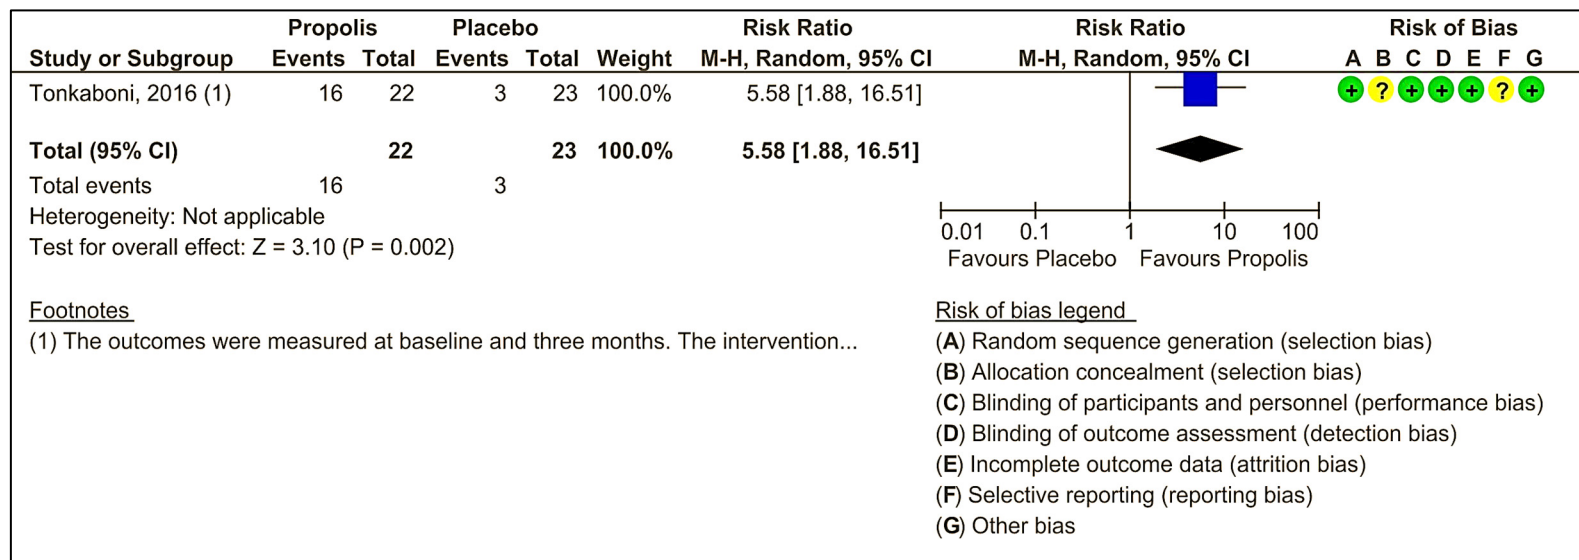 Propolis Placebo Risk Ratio Risk Ratio Risk of Bias
Study or Subgroup Events Total Events Total Weight M-H, Random, 95% CI M-H, Random, 95% CI A B C D E F G
Tonkaboni, 2016 (1) 16 22 3 23 100.0% 5.58 [1.88, 16.51] + ? + + + ? +
Total (95% CI) 22 23 100.0% 5.58 [1.88, 16.51]
Total events 16 3
Heterogeneity: Not applicable
Test for overall effect: Z = 3.10 (P = 0.002)
0.01 0.1 1 10 100
Favours Placebo Favours Propolis
Footnotes
(1) The outcomes were measured at baseline and three months. The intervention...
Risk of bias legend
(A) Random sequence generation (selection bias)
(B) Allocation concealment (selection bias)
(C) Blinding of participants and personnel (performance bias)
(D) Blinding of outcome assessment (detection bias)
(E) Incomplete outcome data (attrition bias)
(F) Selective reporting (reporting bias)
(G) Other bias